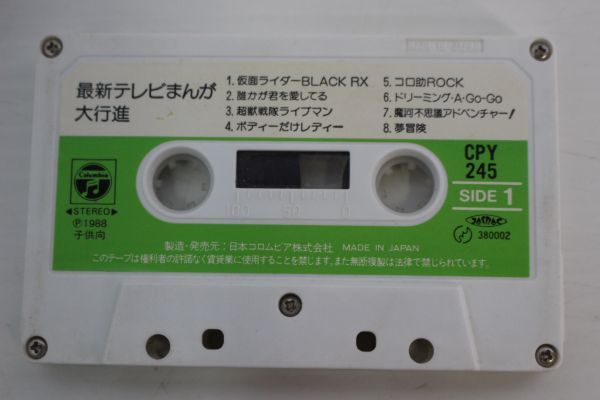 最新テレビまんが
大行進
1. 仮面ライダーBLACK RX
2. 誰かが君を愛してる
3. 超獣戦隊ライブマン
4. ボディーだけレディー
5. コロ助ROCK
6. ドリーミング・A・Go-Go
7. 魔訶不思議アドベンチャー!
8. 夢冒険
Columbia
◀STEREO▶
Ⓟ1988
子供向
100 50 0
CPY
245
SIDE 1
380002
製造・発売元:日本コロムビア株式会社 MADE IN JAPAN
このテープは権利者の許諾なく賃貸業に使用することを禁じます。また無断複製は法律で禁じられています。